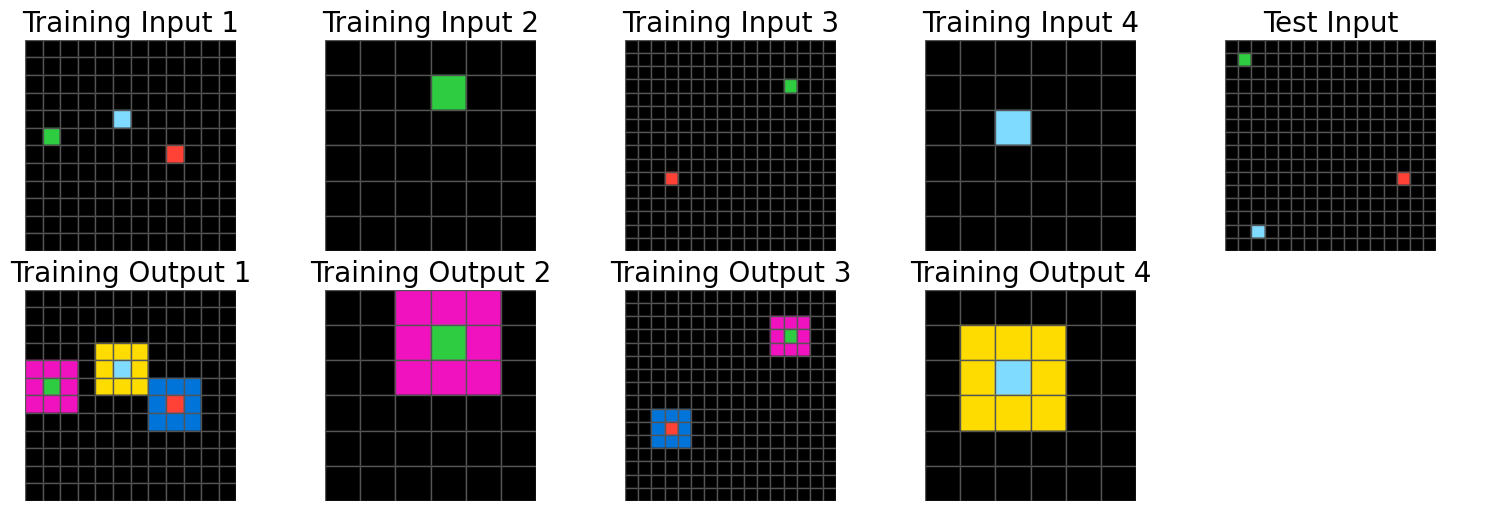 Training Input 1
Training Input 2
Training Input 3
Training Input 4
Test Input
Training Output 1
Training Output 2
Training Output 3
Training Output 4